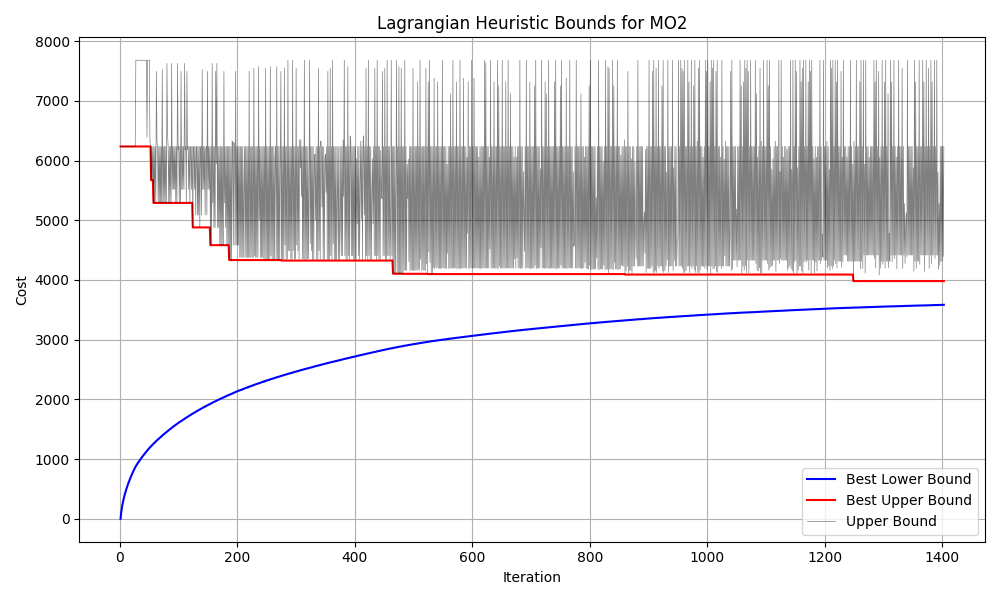 Lagrangian Heuristic Bounds for MO2
8000
7000
6000
5000
4000
3000
2000
1000
0
Cost
0 200 400 600 800 1000 1200 1400
Iteration
Best Lower Bound
Best Upper Bound
Upper Bound